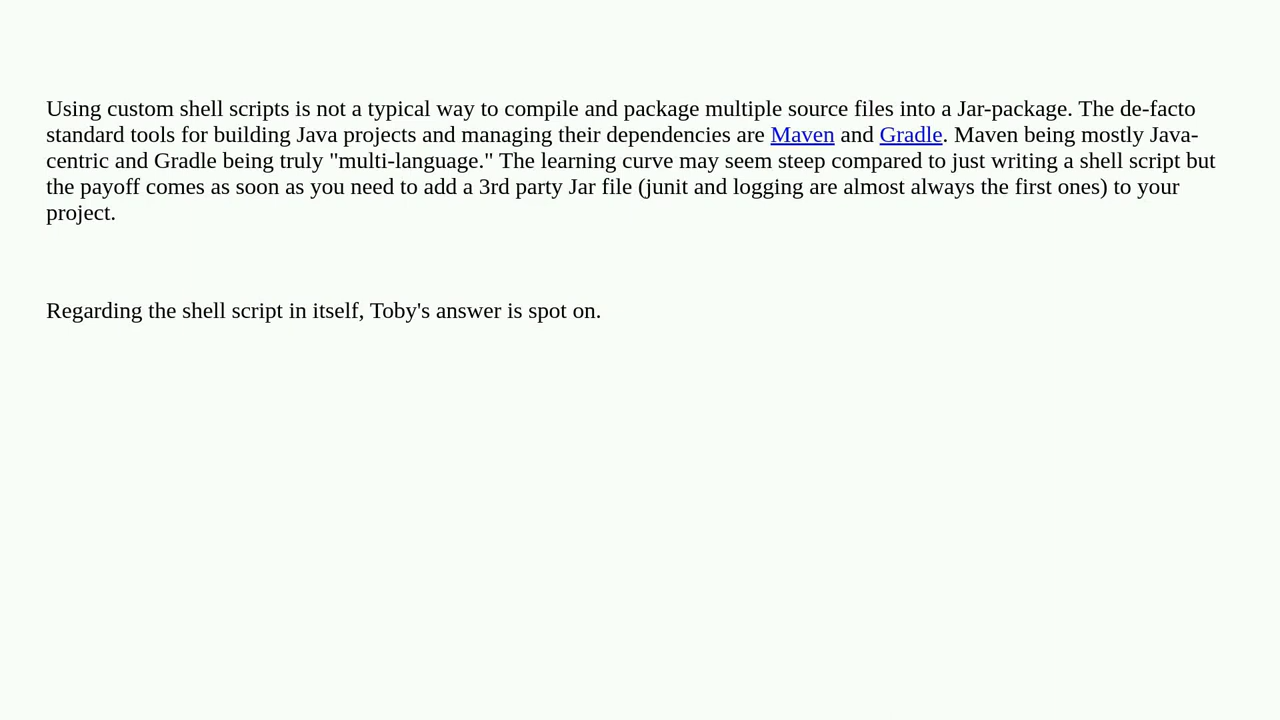 Using custom shell scripts is not a typical way to compile and package multiple source files into a Jar-package. The de-facto
standard tools for building Java projects and managing their dependencies are Maven and Gradle. Maven being mostly Java-
centric and Gradle being truly "multi-language." The learning curve may seem steep compared to just writing a shell script but
the payoff comes as soon as you need to add a 3rd party Jar file (junit and logging are almost always the first ones) to your
project.
Regarding the shell script in itself, Toby's answer is spot on.